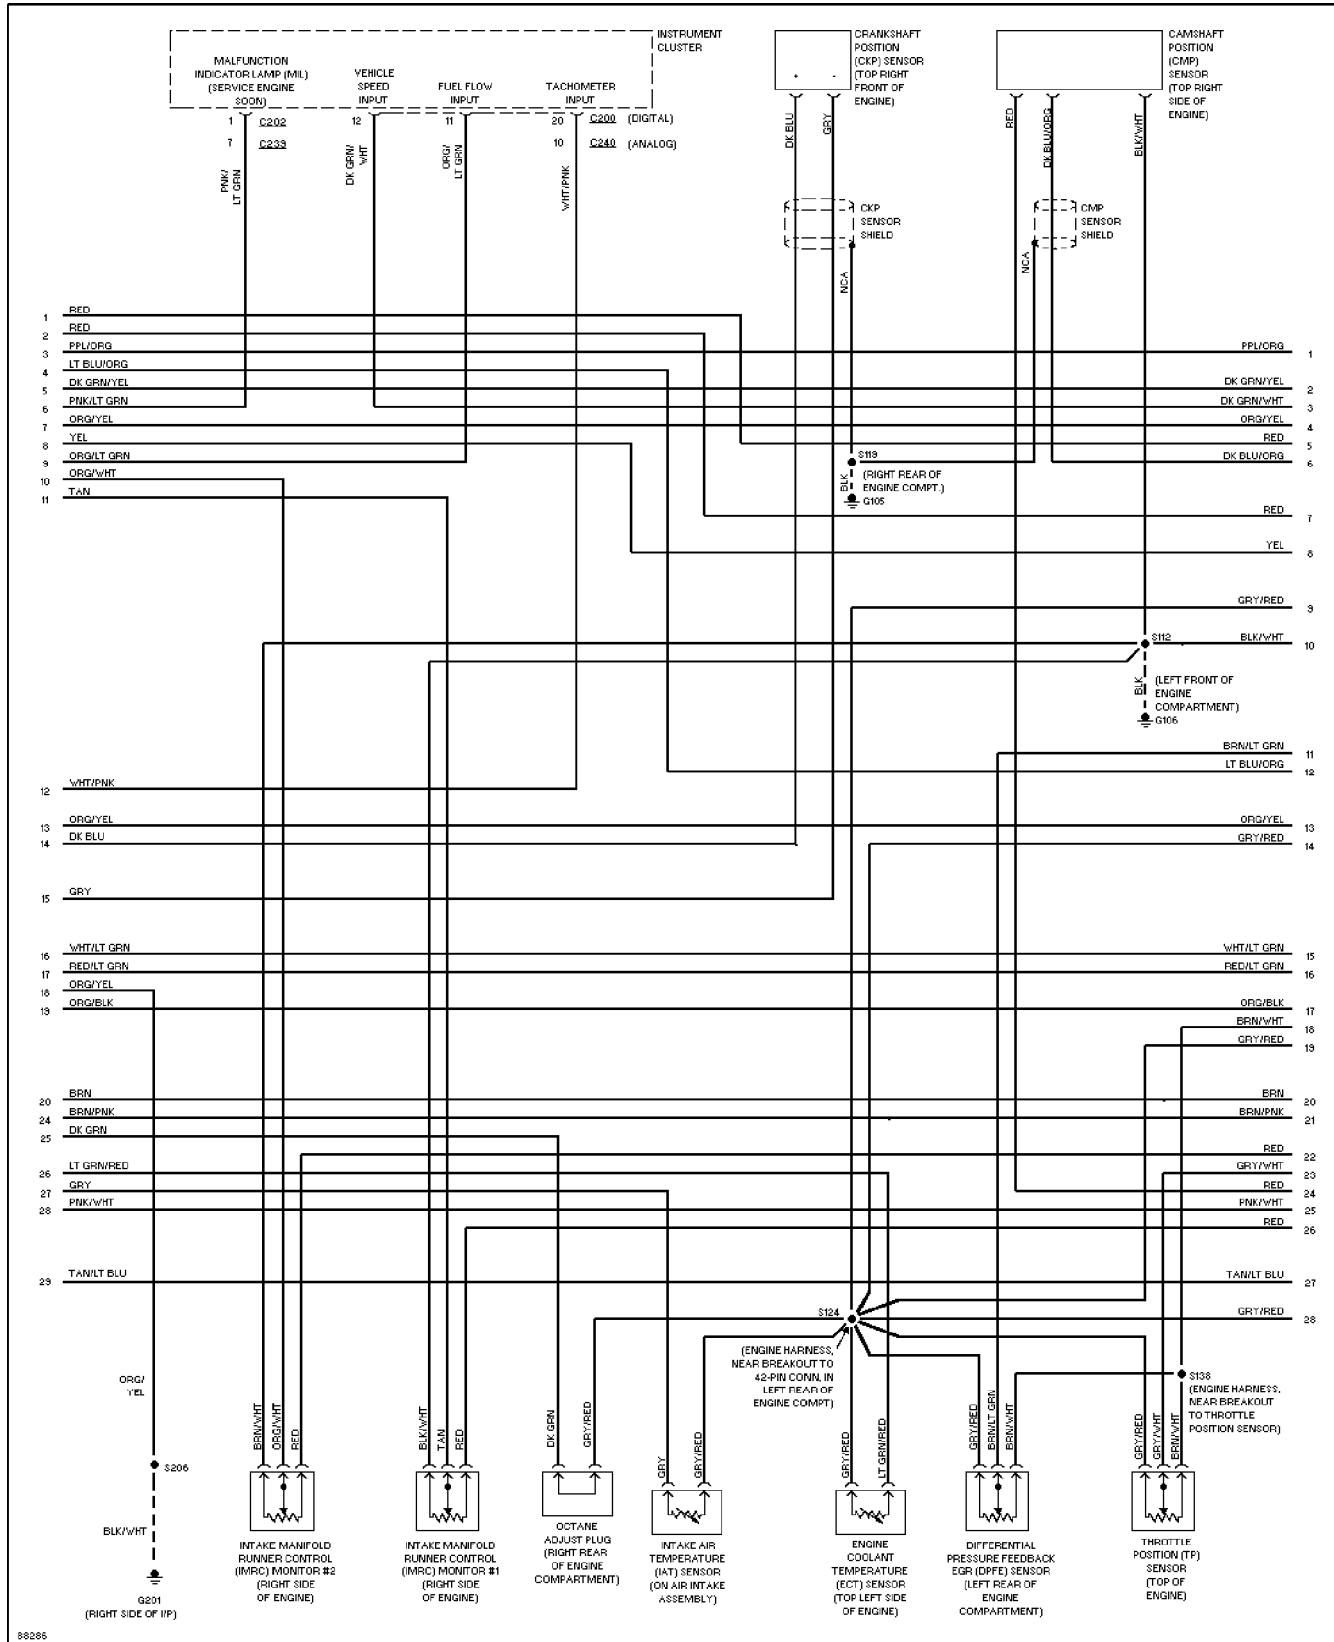 INSTRUMENT
CLUSTER
MALFUNCTION
INDICATOR LAMP (MIL)
(SERVICE ENGINE
SOON)
VEHICLE
SPEED
INPUT
FUEL FLOW
INPUT
TACHOMETER
INPUT
1 C202
7 C239
12
11
20 C200 (DIGITAL)
10 C240 (ANALOG)
PNK/
LT GRN
DK GRN/
WHT
ORG/
LT GRN
WHT/PNK
CRANKSHAFT
POSITION
(CKP) SENSOR
(TOP RIGHT
FRONT OF
ENGINE)
DK BLU
GRY
CKP
SENSOR
SHIELD
NCA
CAMSHAFT
POSITION
(CMP)
SENSOR
(TOP RIGHT
SIDE OF
ENGINE)
RED
DK BLU/ORG
BLK/WHT
CMP
SENSOR
SHIELD
NCA
1 RED
2 RED
3 PPL/ORG
4 LT BLU/ORG
5 DK GRN/YEL
6 PNK/LT GRN
7 ORG/YEL
8 YEL
9 ORG/LT GRN
10 ORG/WHT
11 TAN
12 WHT/PNK
13 ORG/YEL
14 DK BLU
15 GRY
16 WHT/LT GRN
17 RED/LT GRN
18 ORG/YEL
19 ORG/BLK
20 BRN
24 BRN/PNK
25 DK GRN
26 LT GRN/RED
27 GRY
28 PNK/WHT
29 TAN/LT BLU
PPL/ORG 1
DK GRN/YEL 2
DK GRN/WHT 3
ORG/YEL 4
RED 5
DK BLU/ORG 6
RED 7
YEL 8
GRY/RED 9
BLK/WHT 10
BRN/LT GRN 11
LT BLU/ORG 12
ORG/YEL 13
GRY/RED 14
WHT/LT GRN 15
RED/LT GRN 16
ORG/BLK 17
BRN/WHT 18
GRY/RED 19
BRN 20
BRN/PNK 21
RED 22
GRY/WHT 23
RED 24
PNK/WHT 25
RED 26
TAN/LT BLU 27
GRY/RED 28
S119
(RIGHT REAR OF
ENGINE COMPT.)
BLK
G105
S112
(LEFT FRONT OF
ENGINE
COMPARTMENT)
BLK
G106
S124
(ENGINE HARNESS,
NEAR BREAKOUT TO
42-PIN CONN, IN
LEFT REAR OF
ENGINE COMPT)
S138
(ENGINE HARNESS,
NEAR BREAKOUT
TO THROTTLE
POSITION SENSOR)
ORG/
YEL
S206
BLK/WHT
G201
(RIGHT SIDE OF I/P)
BRN/WHT
ORG/WHT
RED
INTAKE MANIFOLD
RUNNER CONTROL
(IMRC) MONITOR #2
(RIGHT SIDE
OF ENGINE)
BLK/WHT
TAN
RED
INTAKE MANIFOLD
RUNNER CONTROL
(IMRC) MONITOR #1
(RIGHT SIDE
OF ENGINE)
DK GRN
GRY/RED
OCTANE
ADJUST PLUG
(RIGHT REAR
OF ENGINE
COMPARTMENT)
GRY
GRY/RED
INTAKE AIR
TEMPERATURE
(IAT) SENSOR
(ON AIR INTAKE
ASSEMBLY)
GRY/RED
LT GRN/RED
ENGINE
COOLANT
TEMPERATURE
(ECT) SENSOR
(TOP LEFT SIDE
OF ENGINE)
GRY/RED
BRN/LT GRN
BRN/WHT
DIFFERENTIAL
PRESSURE FEEDBACK
EGR (DPFE) SENSOR
(LEFT REAR OF
ENGINE
COMPARTMENT)
GRY/RED
GRY/WHT
BRN/WHT
THROTTLE
POSITION (TP)
SENSOR
(TOP OF
ENGINE)
88286